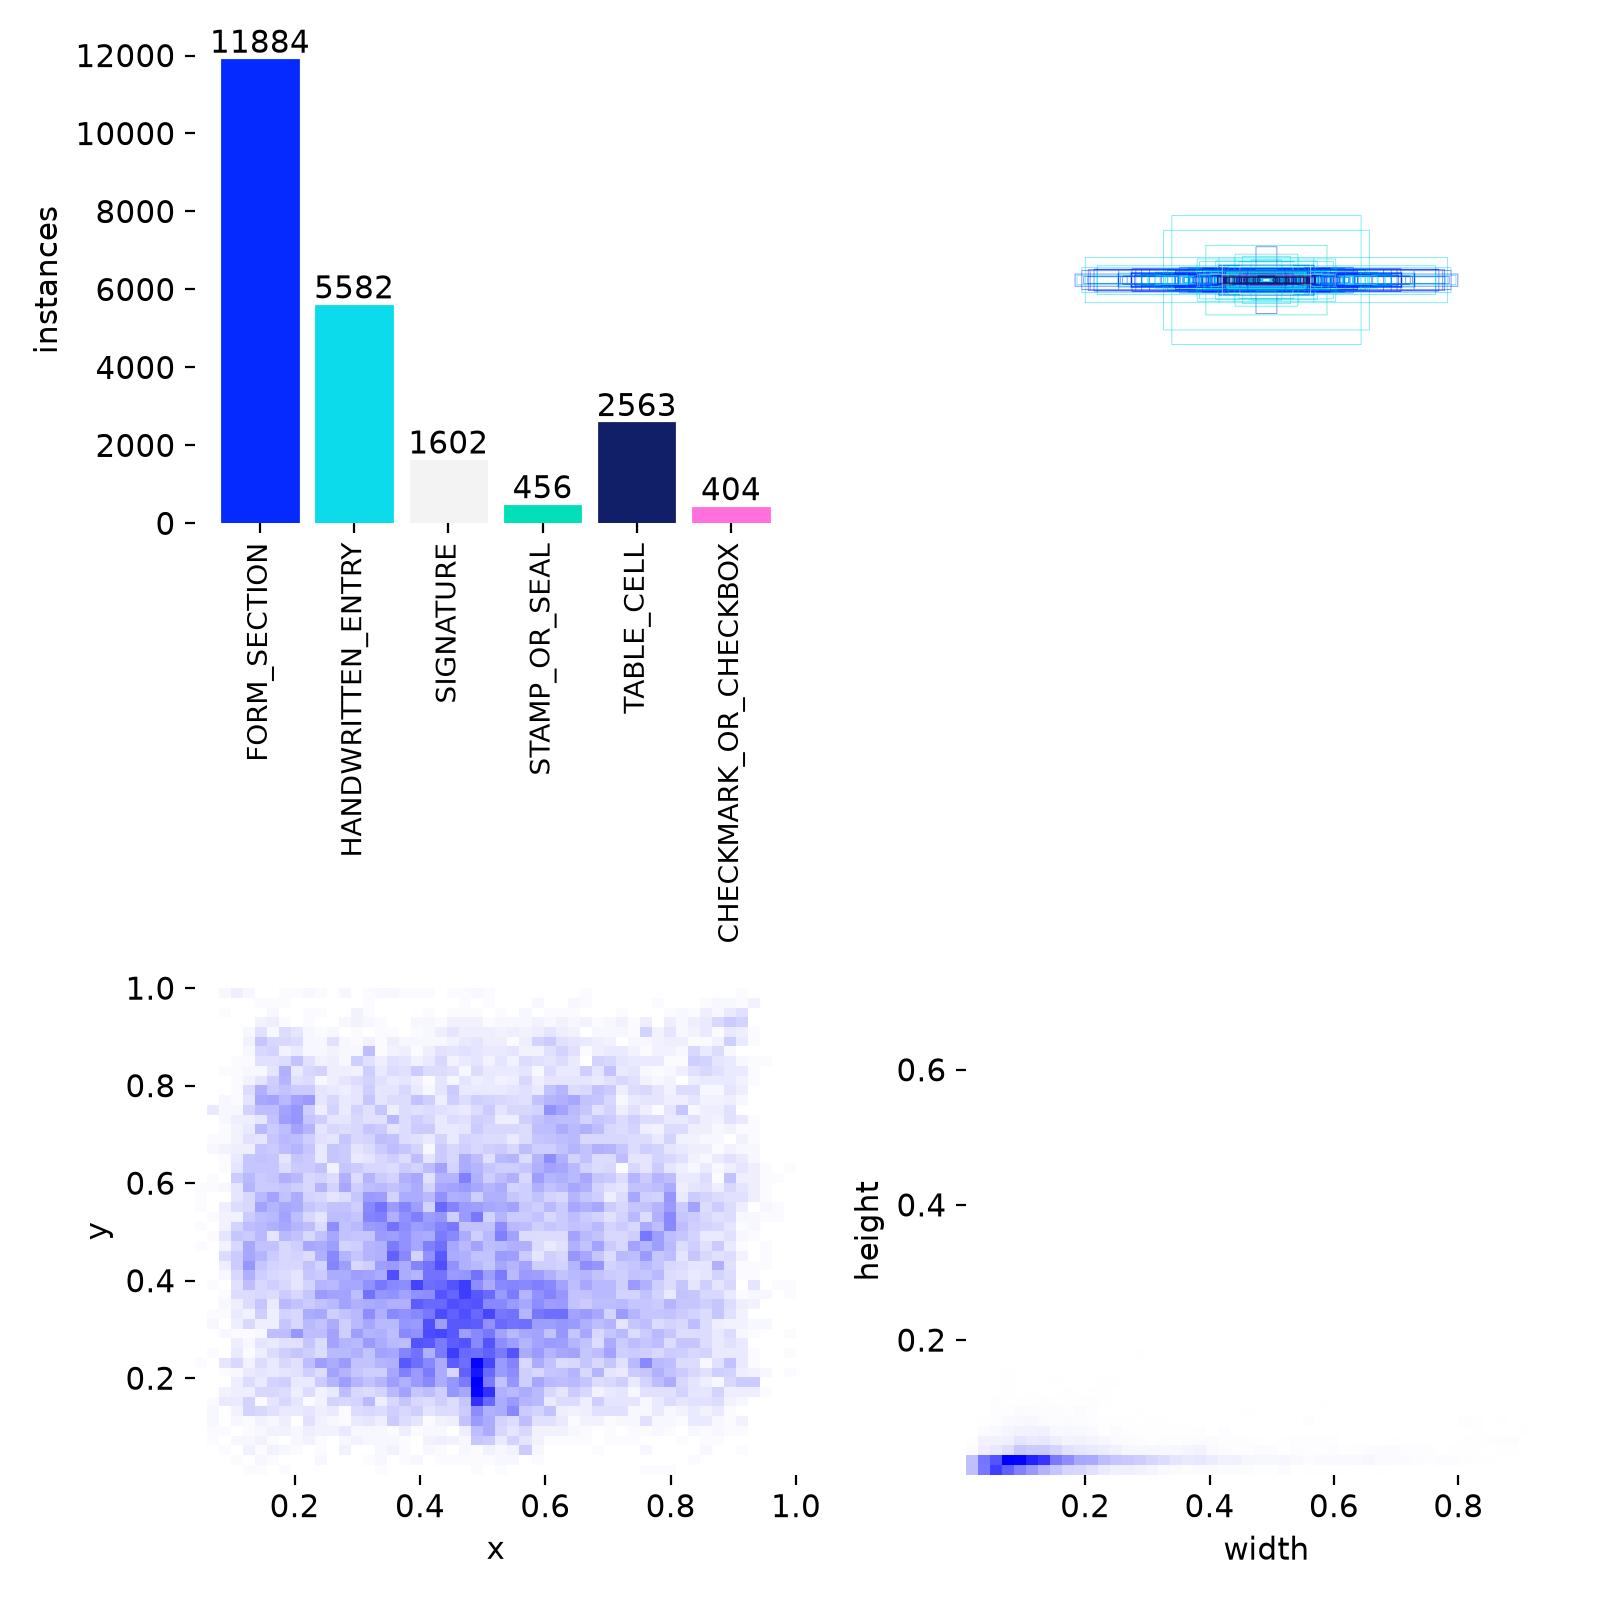 12000
10000
8000
6000
4000
2000
0
instances
11884
5582
1602
456
2563
404
FORM_SECTION
HANDWRITTEN_ENTRY
SIGNATURE
STAMP_OR_SEAL
TABLE_CELL
CHECKMARK_OR_CHECKBOX
1.0
0.8
0.6
0.4
0.2
y
0.2 0.4 0.6 0.8 1.0
x
0.6
0.4
0.2
height
0.2 0.4 0.6 0.8
width